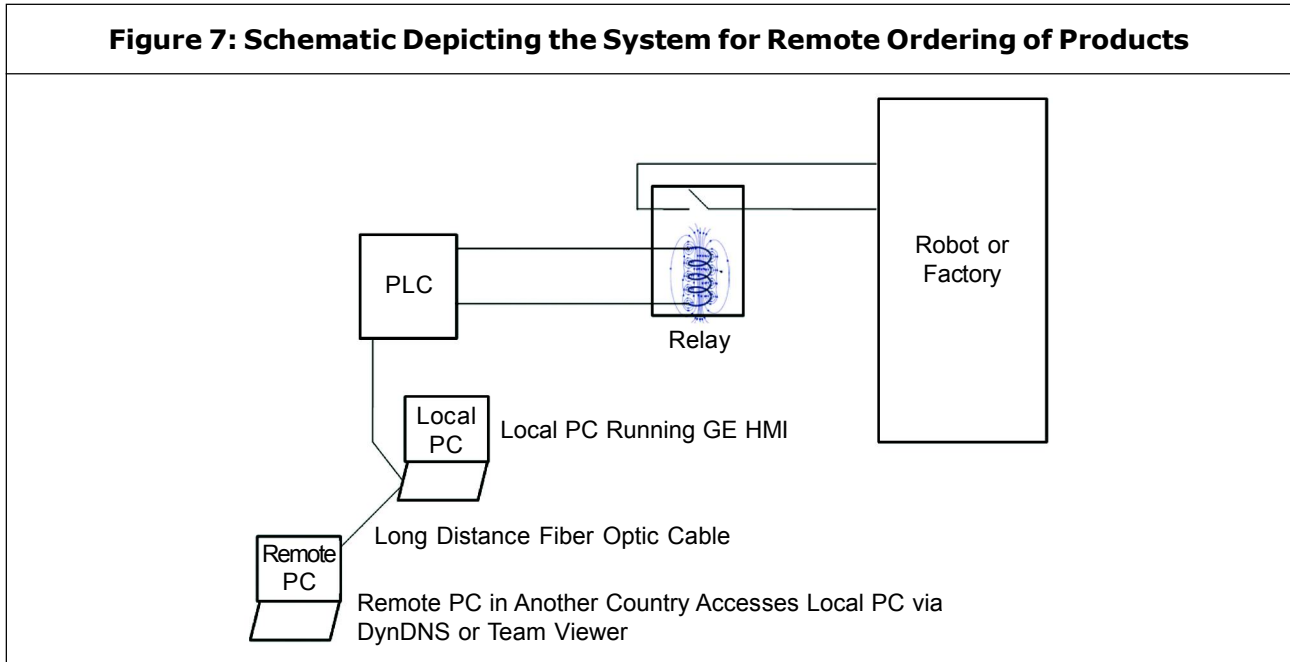 Figure 7: Schematic Depicting the System for Remote Ordering of Products
Robot or
Factory
PLC
Relay
Local
PC
Local PC Running GE HMI
Long Distance Fiber Optic Cable
Remote
PC
Remote PC in Another Country Accesses Local PC via
DynDNS or Team Viewer